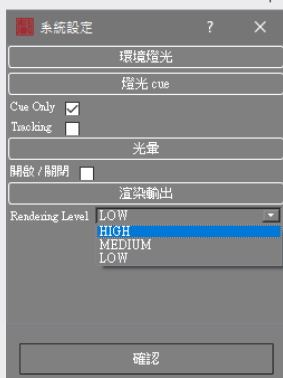 系統設定 ?
環境燈光
燈光 cue
Cue Only
Tracking
光暈
開啟 / 關閉
渲染輸出
Rendering Level LOW
HIGH
MEDIUM
LOW
確認